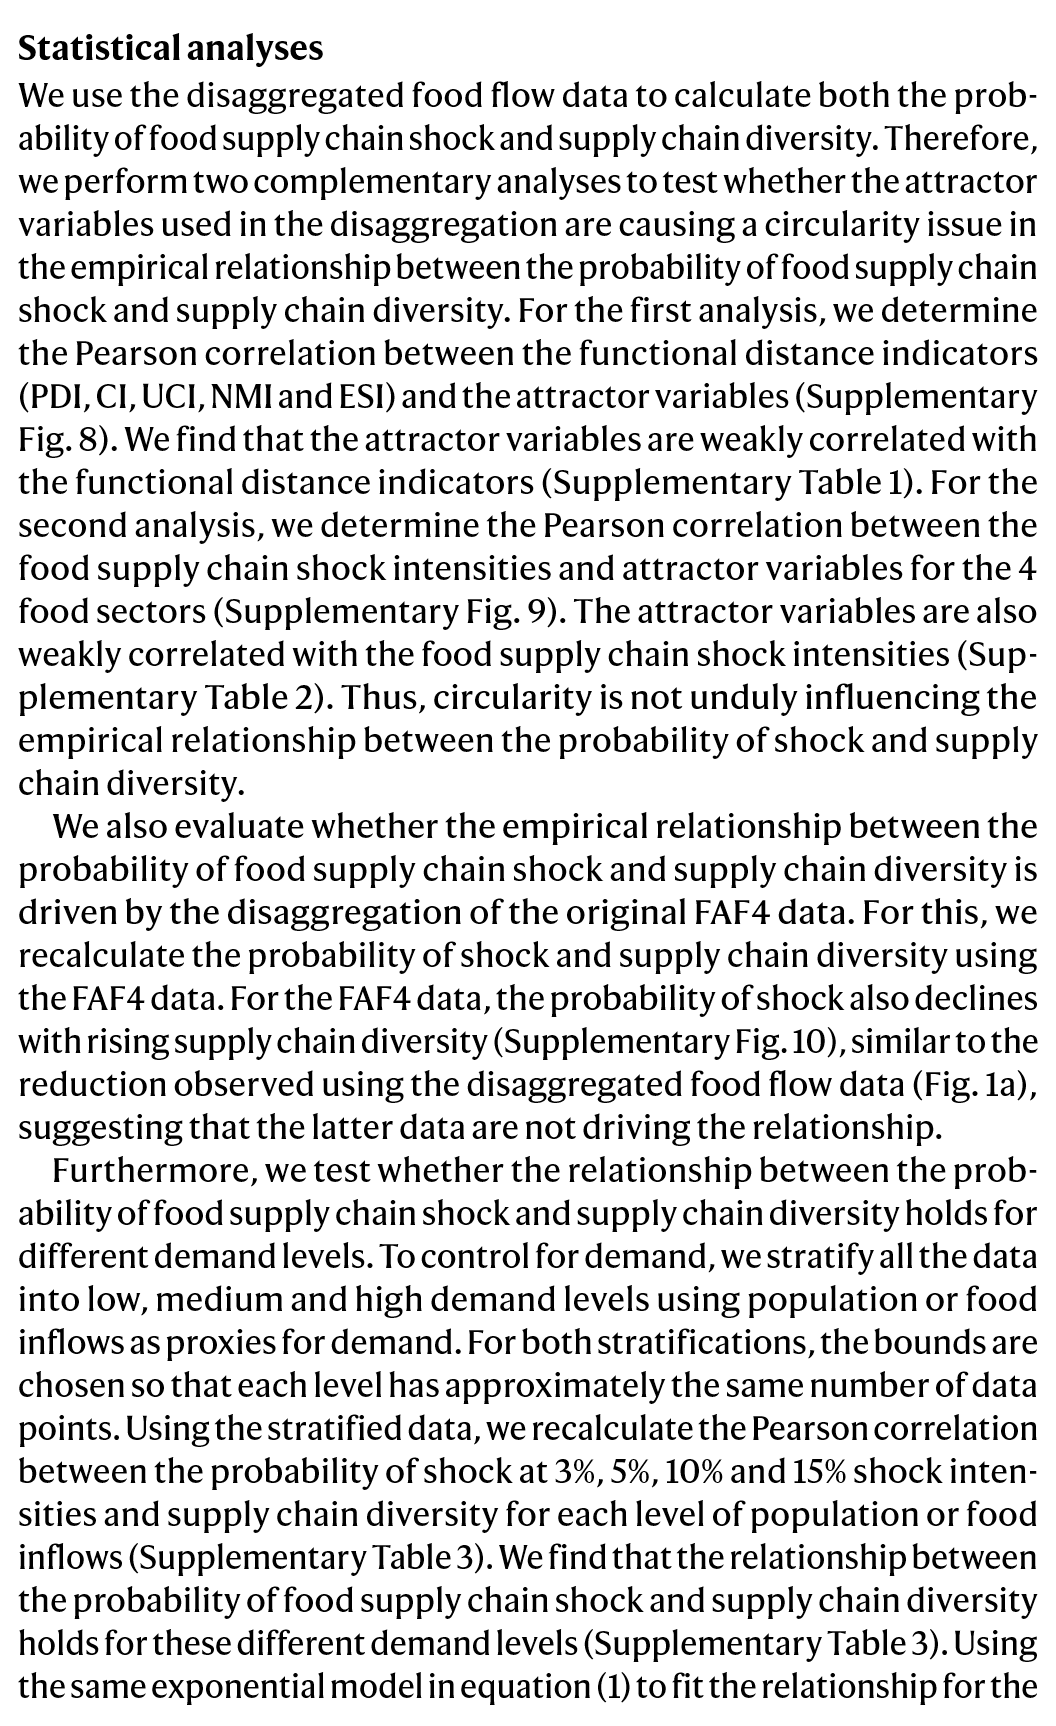 Statistical analyses
We use the disaggregated food flow data to calculate both the prob-
ability of food supply chain shock and supply chain diversity. Therefore,
we perform two complementary analyses to test whether the attractor
variables used in the disaggregation are causing a circularity issue in
the empirical relationship between the probability of food supply chain
shock and supply chain diversity. For the first analysis, we determine
the Pearson correlation between the functional distance indicators
(PDI, CI, UCI, NMI and ESI) and the attractor variables (Supplementary
Fig. 8). We find that the attractor variables are weakly correlated with
the functional distance indicators (Supplementary Table 1). For the
second analysis, we determine the Pearson correlation between the
food supply chain shock intensities and attractor variables for the 4
food sectors (Supplementary Fig. 9). The attractor variables are also
weakly correlated with the food supply chain shock intensities (Sup-
plementary Table 2). Thus, circularity is not unduly influencing the
empirical relationship between the probability of shock and supply
chain diversity.
We also evaluate whether the empirical relationship between the
probability of food supply chain shock and supply chain diversity is
driven by the disaggregation of the original FAF4 data. For this, we
recalculate the probability of shock and supply chain diversity using
the FAF4 data. For the FAF4 data, the probability of shock also declines
with rising supply chain diversity (Supplementary Fig. 10), similar to the
reduction observed using the disaggregated food flow data (Fig. 1a),
suggesting that the latter data are not driving the relationship.
Furthermore, we test whether the relationship between the prob-
ability of food supply chain shock and supply chain diversity holds for
different demand levels. To control for demand, we stratify all the data
into low, medium and high demand levels using population or food
inflows as proxies for demand. For both stratifications, the bounds are
chosen so that each level has approximately the same number of data
points. Using the stratified data, we recalculate the Pearson correlation
between the probability of shock at 3%, 5%, 10% and 15% shock inten-
sities and supply chain diversity for each level of population or food
inflows (Supplementary Table 3). We find that the relationship between
the probability of food supply chain shock and supply chain diversity
holds for these different demand levels (Supplementary Table 3). Using
the same exponential model in equation (1) to fit the relationship for the